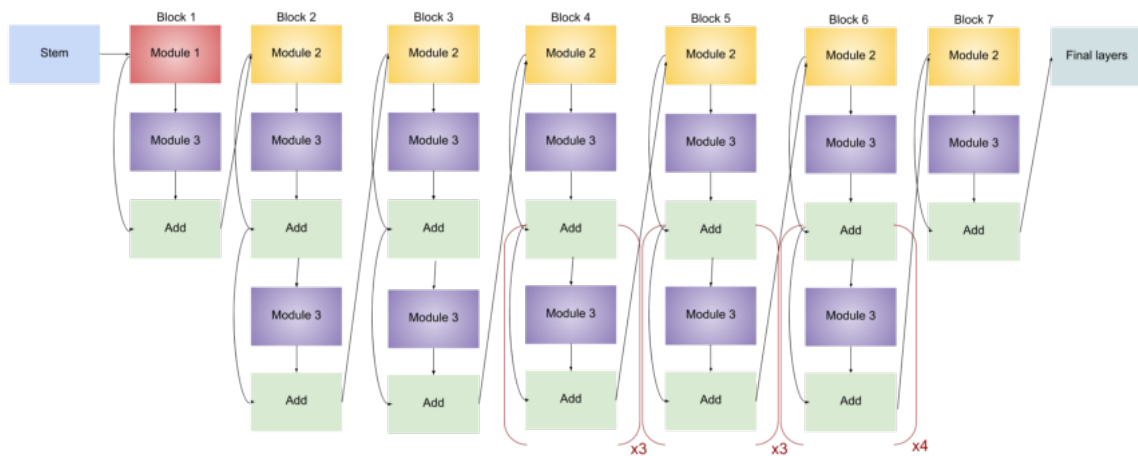 Block 1
Block 2
Block 3
Block 4
Block 5
Block 6
Block 7
Stem
Module 1
Module 2
Module 2
Module 2
Module 2
Module 2
Module 2
Final layers
Module 3
Module 3
Module 3
Module 3
Module 3
Module 3
Module 3
Add
Add
Add
Add
Add
Add
Add
Module 3
Module 3
Module 3
Module 3
Module 3
Add
Add
Add
Add
Add
x3
x3
x4